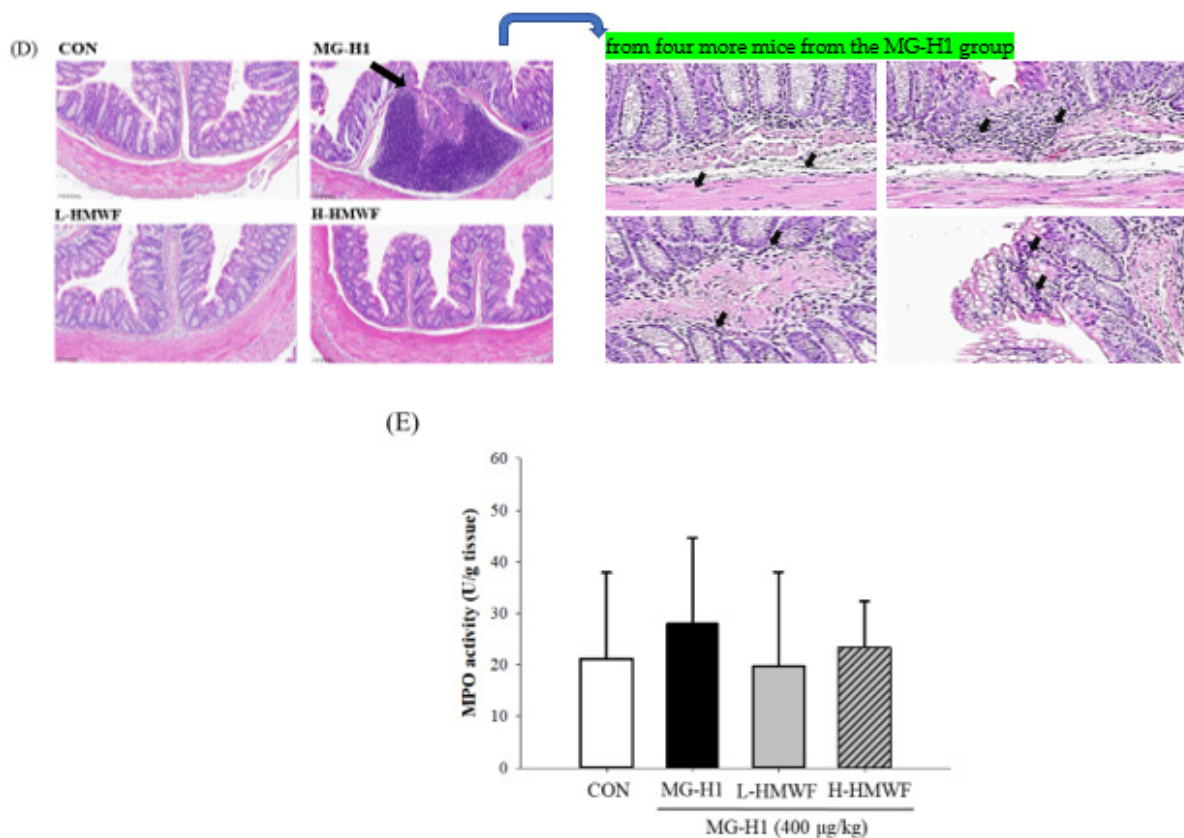 (D)
CON
MG-H1
from four more mice from the MG-H1 group
L-HMWF
H-HMWF
(E)
MPO activity (U/g tissue)
60
50
40
30
20
10
0
CON
MG-H1
L-HMWF
H-HMWF
MG-H1 (400 µg/kg)